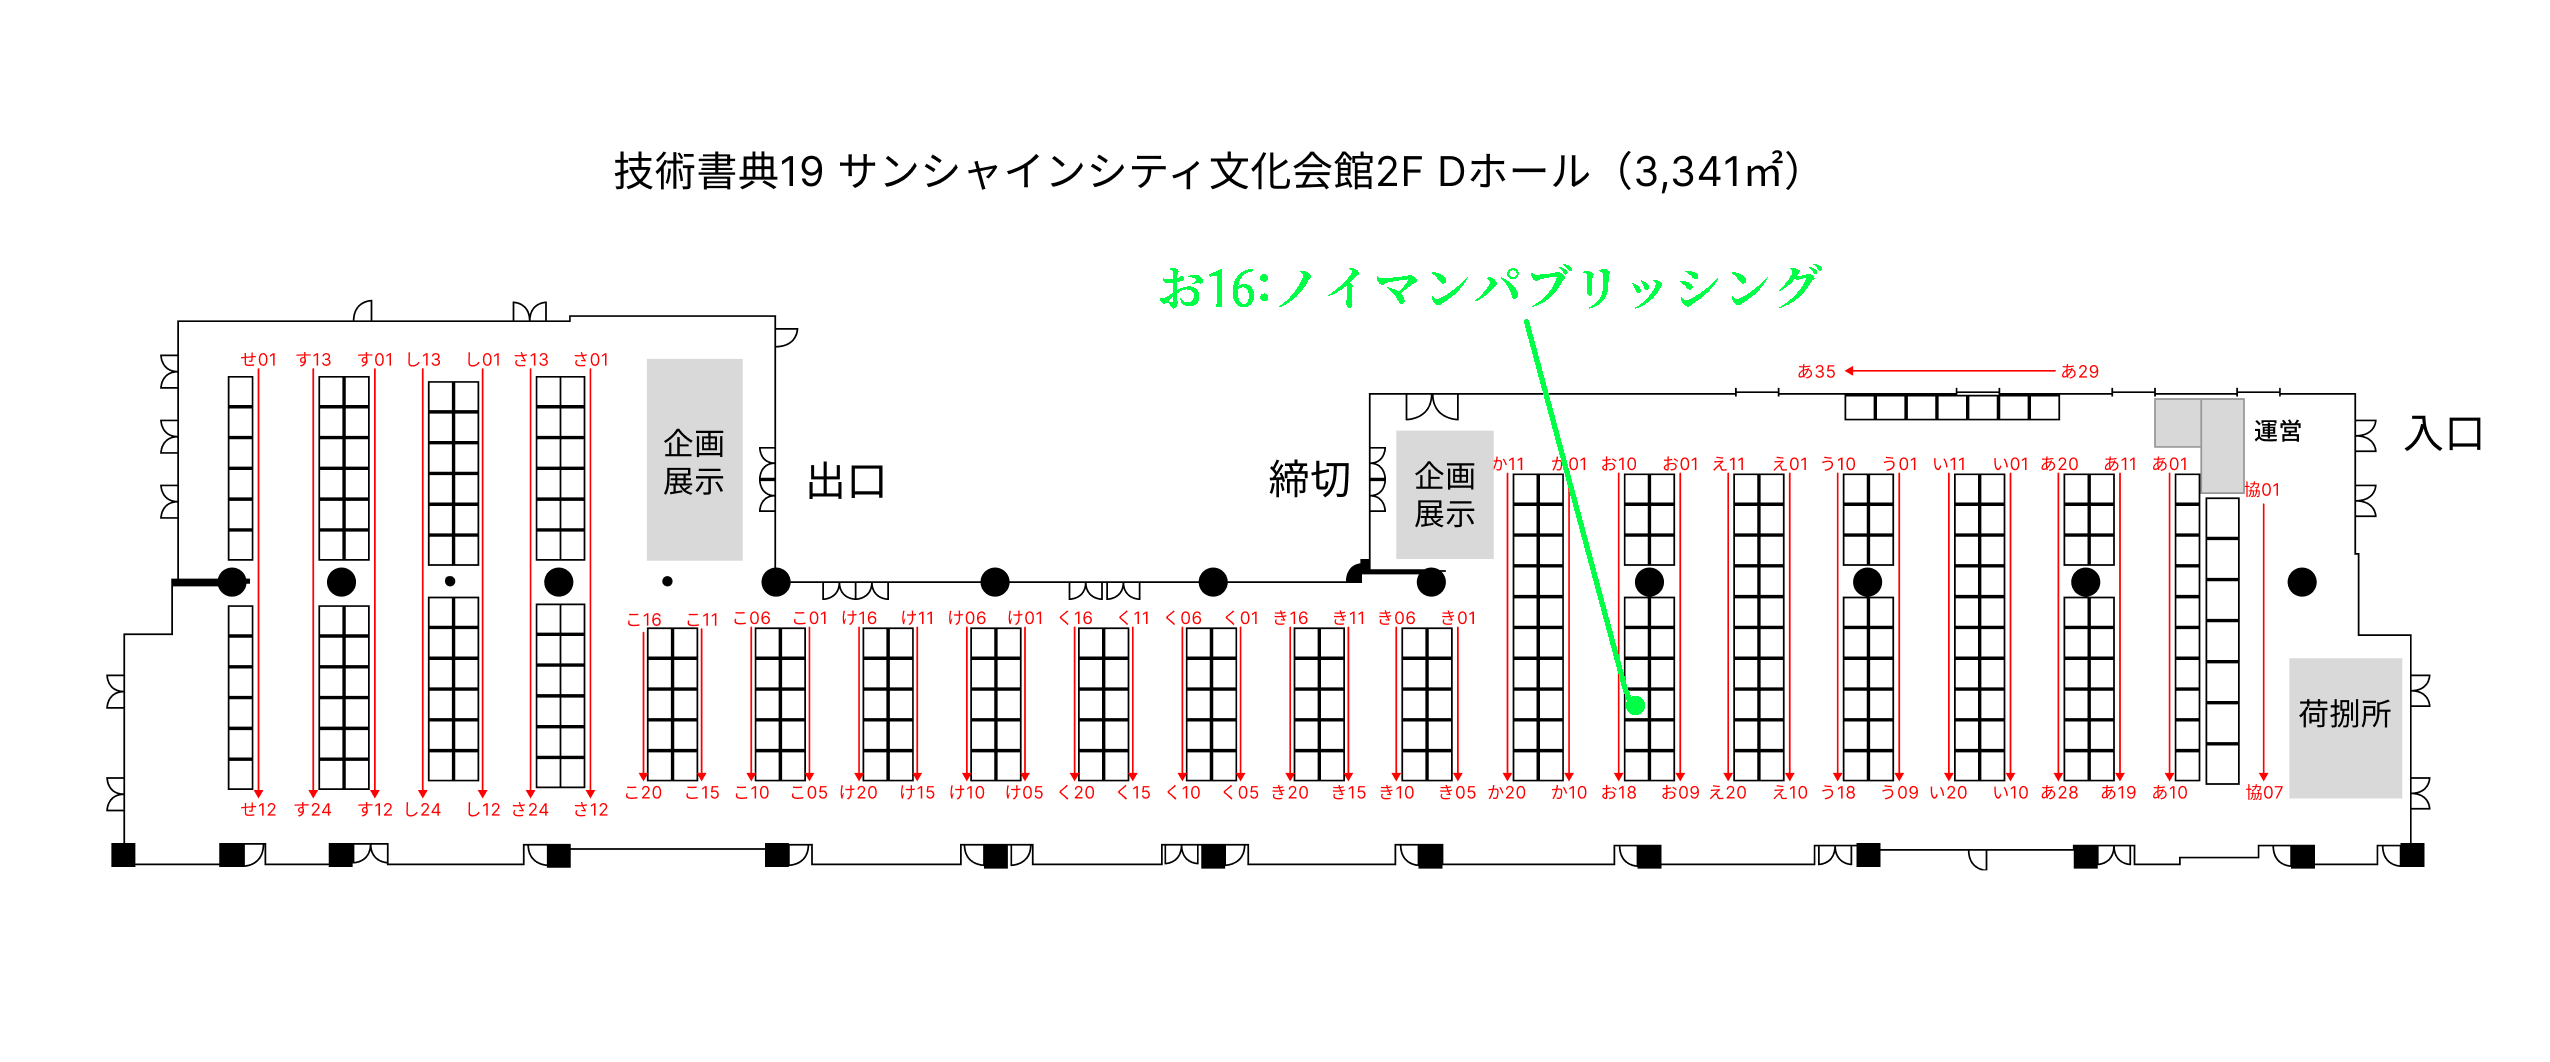 技術書典19 サンシャインシティ文化会館2F Dホール（3,341㎡）
お16:ノイマンパブリッシング
あ35 あ29
せ01 す13 す01 し13 し01 さ13 さ01
企画
展示
出口
締切
企画
展示
運営
入口
か11 か01 お10 お01 え11 え01 う10 う01 い11 い01 あ20 あ11 あ01
協01
こ16 こ11 こ06 こ01 け16 け11 け06 け01 く16 く11 く06 く01 き16 き11 き06 き01
荷捌所
こ20 こ15 こ10 こ05 け20 け15 け10 け05 く20 く15 く10 く05 き20 き15 き10 き05 か20 か10 お18 お09 え20 え10 う18 う09 い20 い10 あ28 あ19 あ10 協07
せ12 す24 す12 し24 し12 さ24 さ12